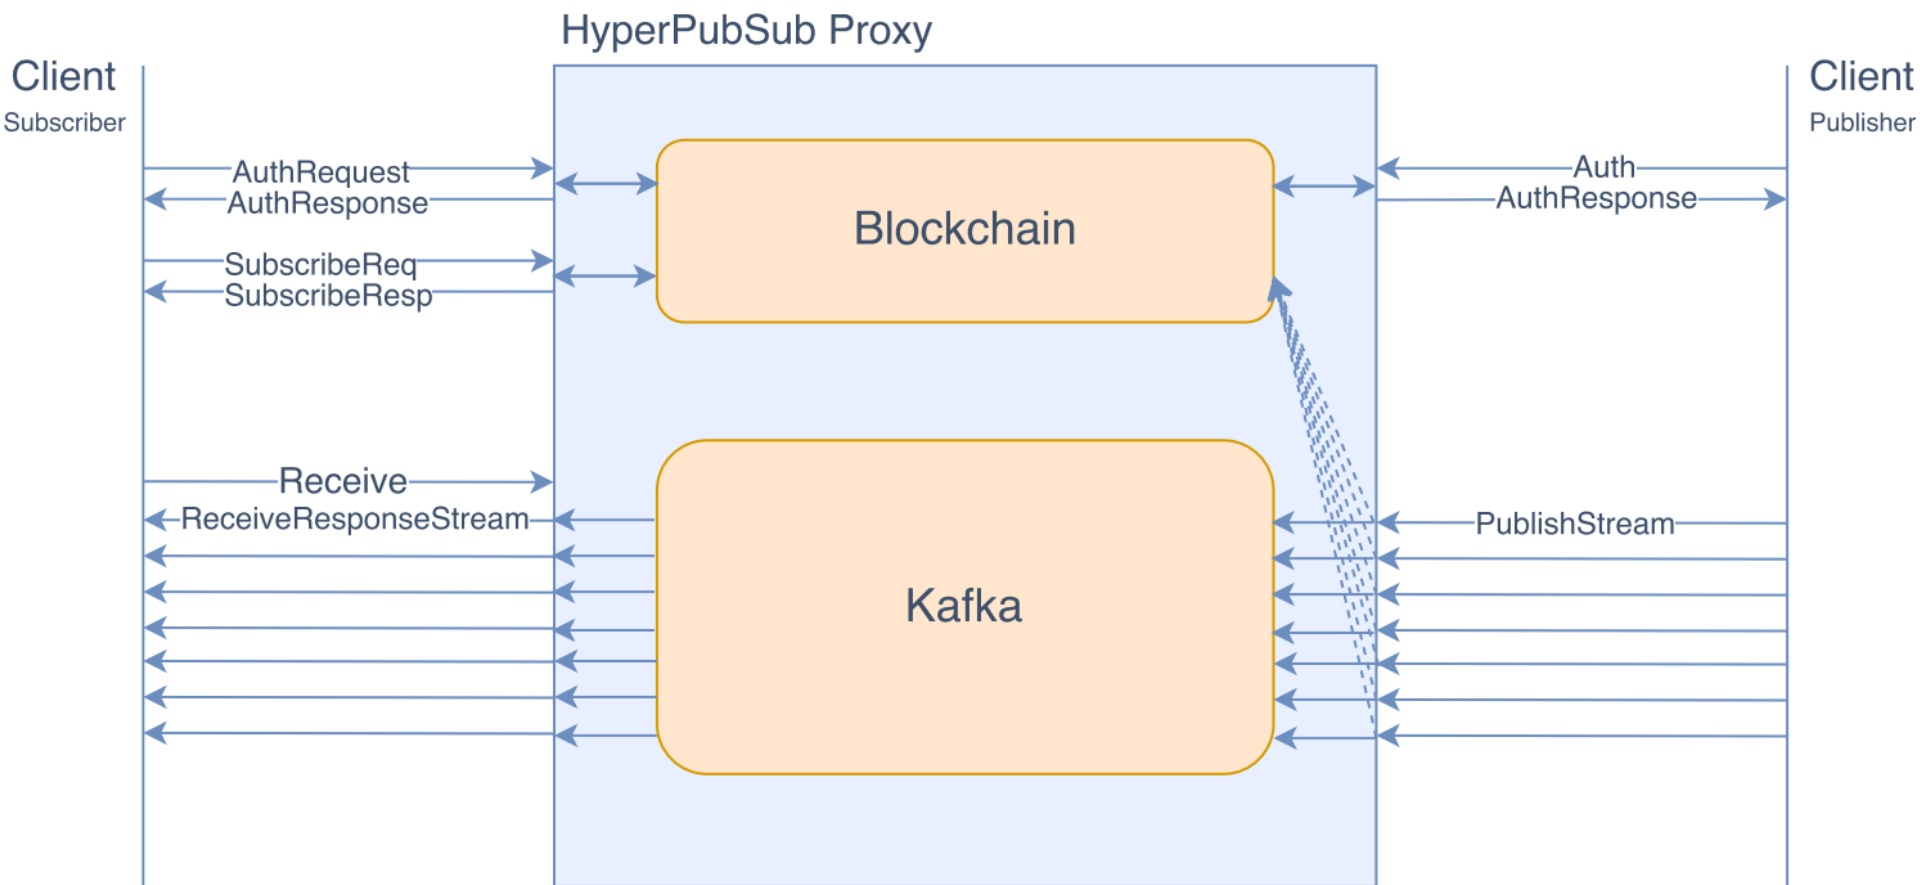 HyperPubSub Proxy
Client
Subscriber
Client
Publisher
AuthRequest
AuthResponse
SubscribeReq
SubscribeResp
Blockchain
Auth
AuthResponse
Receive
ReceiveResponseStream
Kafka
PublishStream